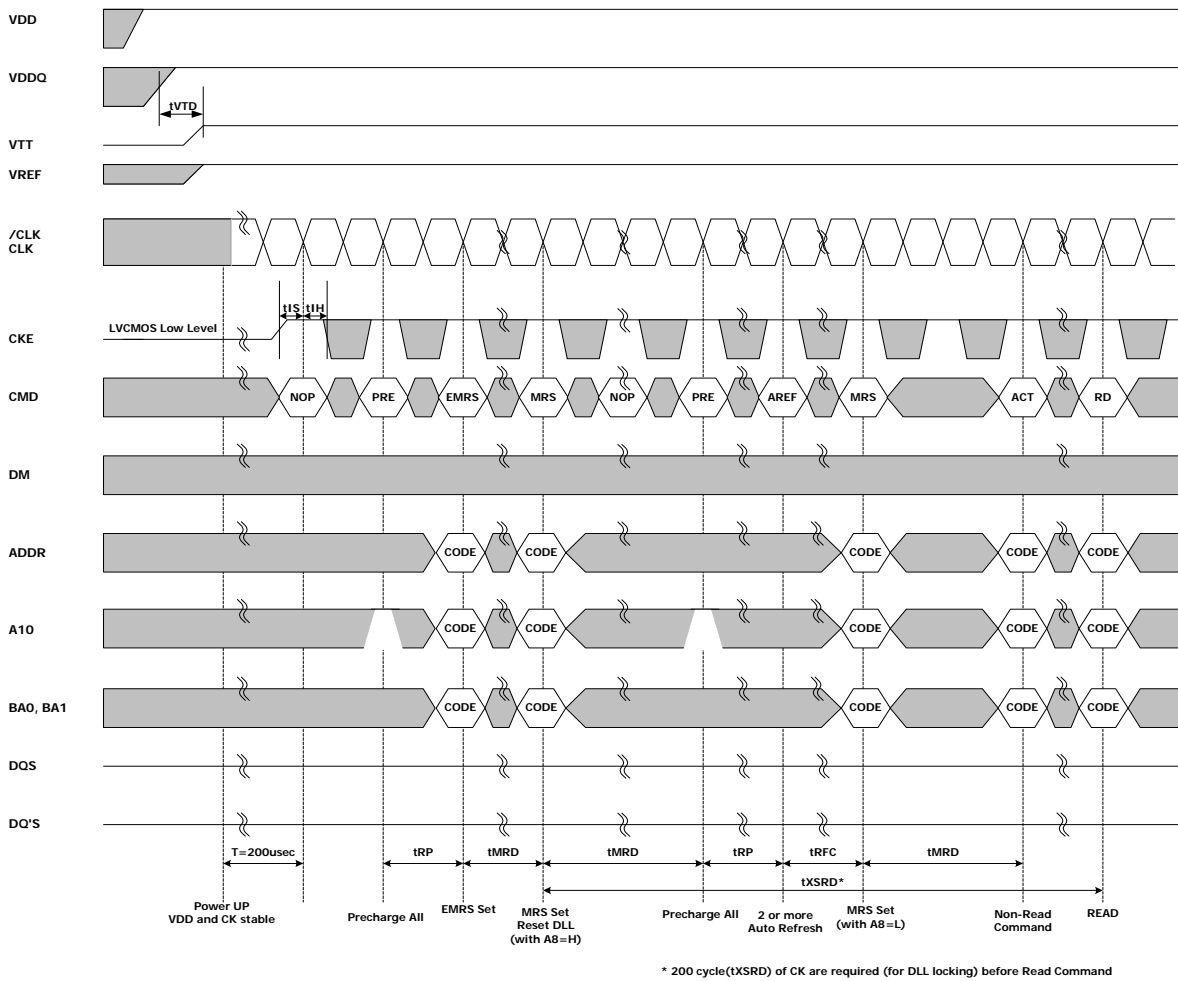 VDD
VDDQ
tVTD
VTT
VREF
/CLK
CLK
tIS tIH
LVCMOS Low Level
CKE
CMD NOP PRE EMRS MRS NOP PRE AREF MRS ACT RD
DM
ADDR CODE CODE CODE CODE CODE
A10 CODE CODE CODE CODE CODE
BA0, BA1 CODE CODE CODE CODE CODE
DQS
DQ'S
T=200usec tRP tMRD tMRD tRP tRFC tMRD
tXSRD*
Power UP
VDD and CK stable
Precharge All
EMRS Set
MRS Set
Reset DLL
(with A8=H)
Precharge All
2 or more
Auto Refresh
MRS Set
(with A8=L)
Non-Read
Command
READ
* 200 cycle(tXSRD) of CK are required (for DLL locking) before Read Command